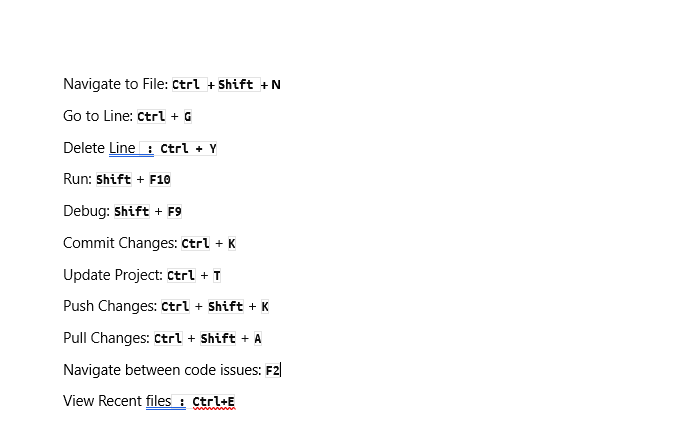 Navigate to File: Ctrl + Shift + N
Go to Line: Ctrl + G
Delete Line : Ctrl + Y
Run: Shift + F10
Debug: Shift + F9
Commit Changes: Ctrl + K
Update Project: Ctrl + T
Push Changes: Ctrl + Shift + K
Pull Changes: Ctrl + Shift + A
Navigate between code issues: F2
View Recent files : Ctrl+E